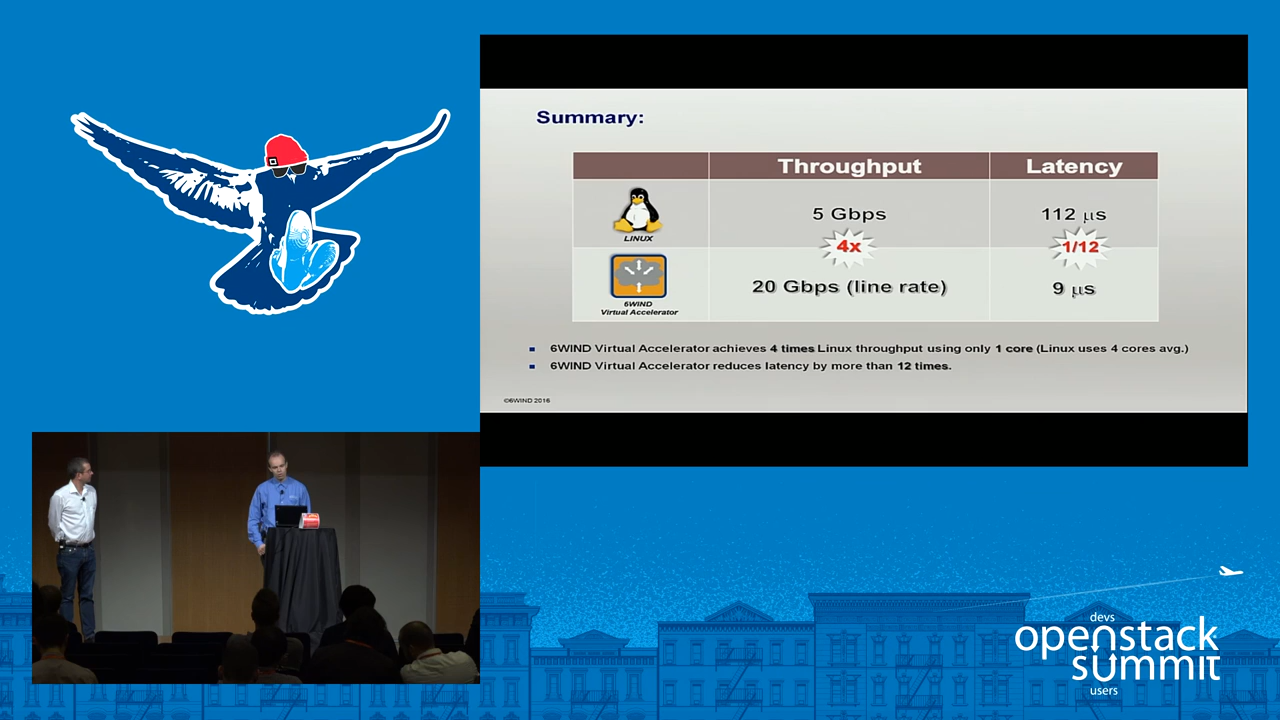 Summary:
Throughput Latency
LINUX
5 Gbps
112 µs
4x
1/12
6WIND
Virtual Accelerator
20 Gbps (line rate)
9 µs
6WIND Virtual Accelerator achieves 4 times Linux throughput using only 1 core (Linux uses 4 cores avg.)
6WIND Virtual Accelerator reduces latency by more than 12 times.
©6WIND 2016
devs
openstack
summit
users